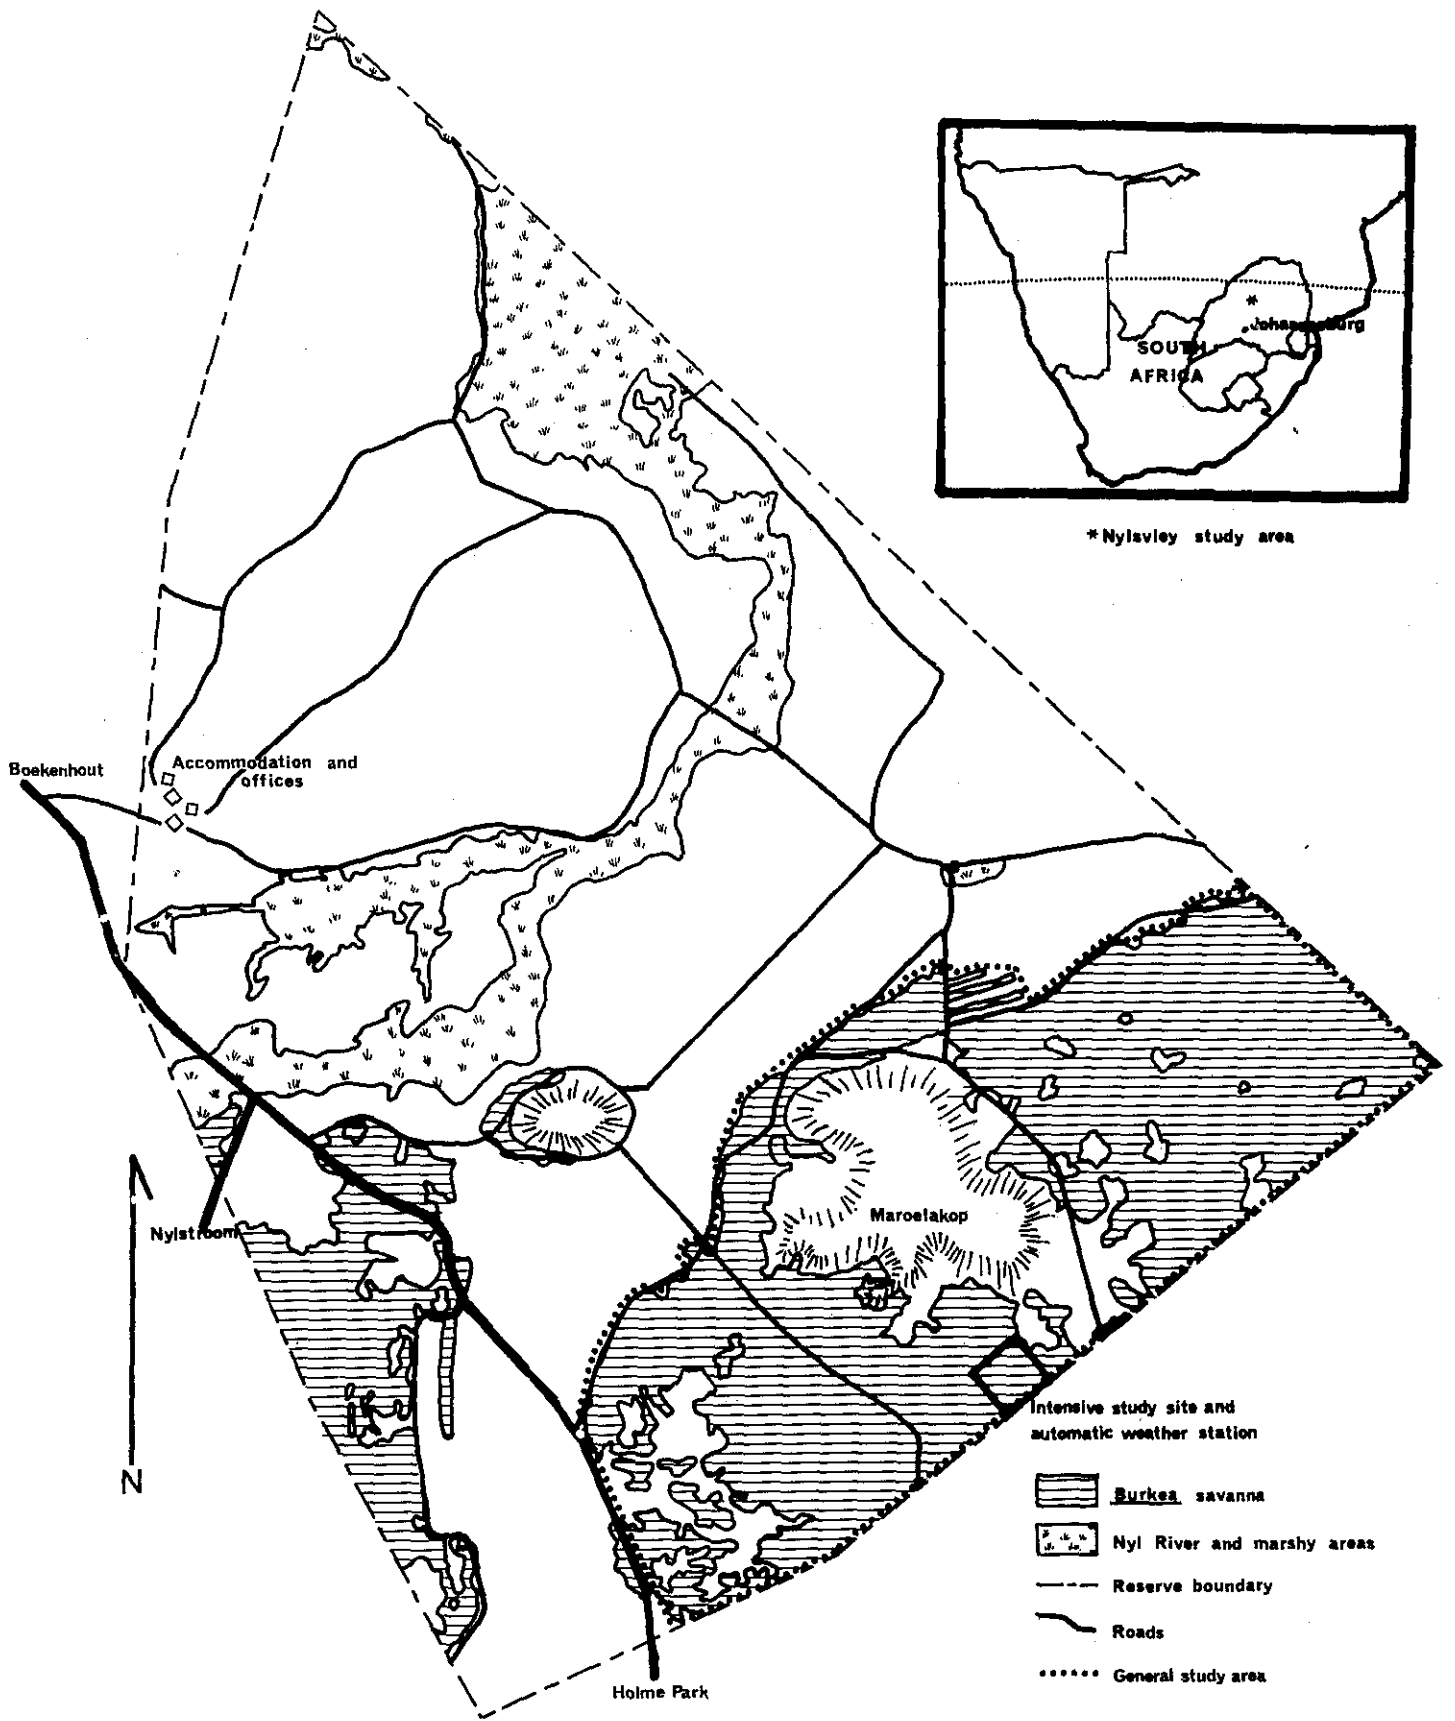 Johannesburg
SOUTH
AFRICA
*Nylsvley study area
Boekenhout
Accommodation and
offices
Nylstroom
Maroelakop
N
Intensive study site and
automatic weather station
Burkea savanna
Nyl River and marshy areas
Reserve boundary
Roads
General study area
Holme Park